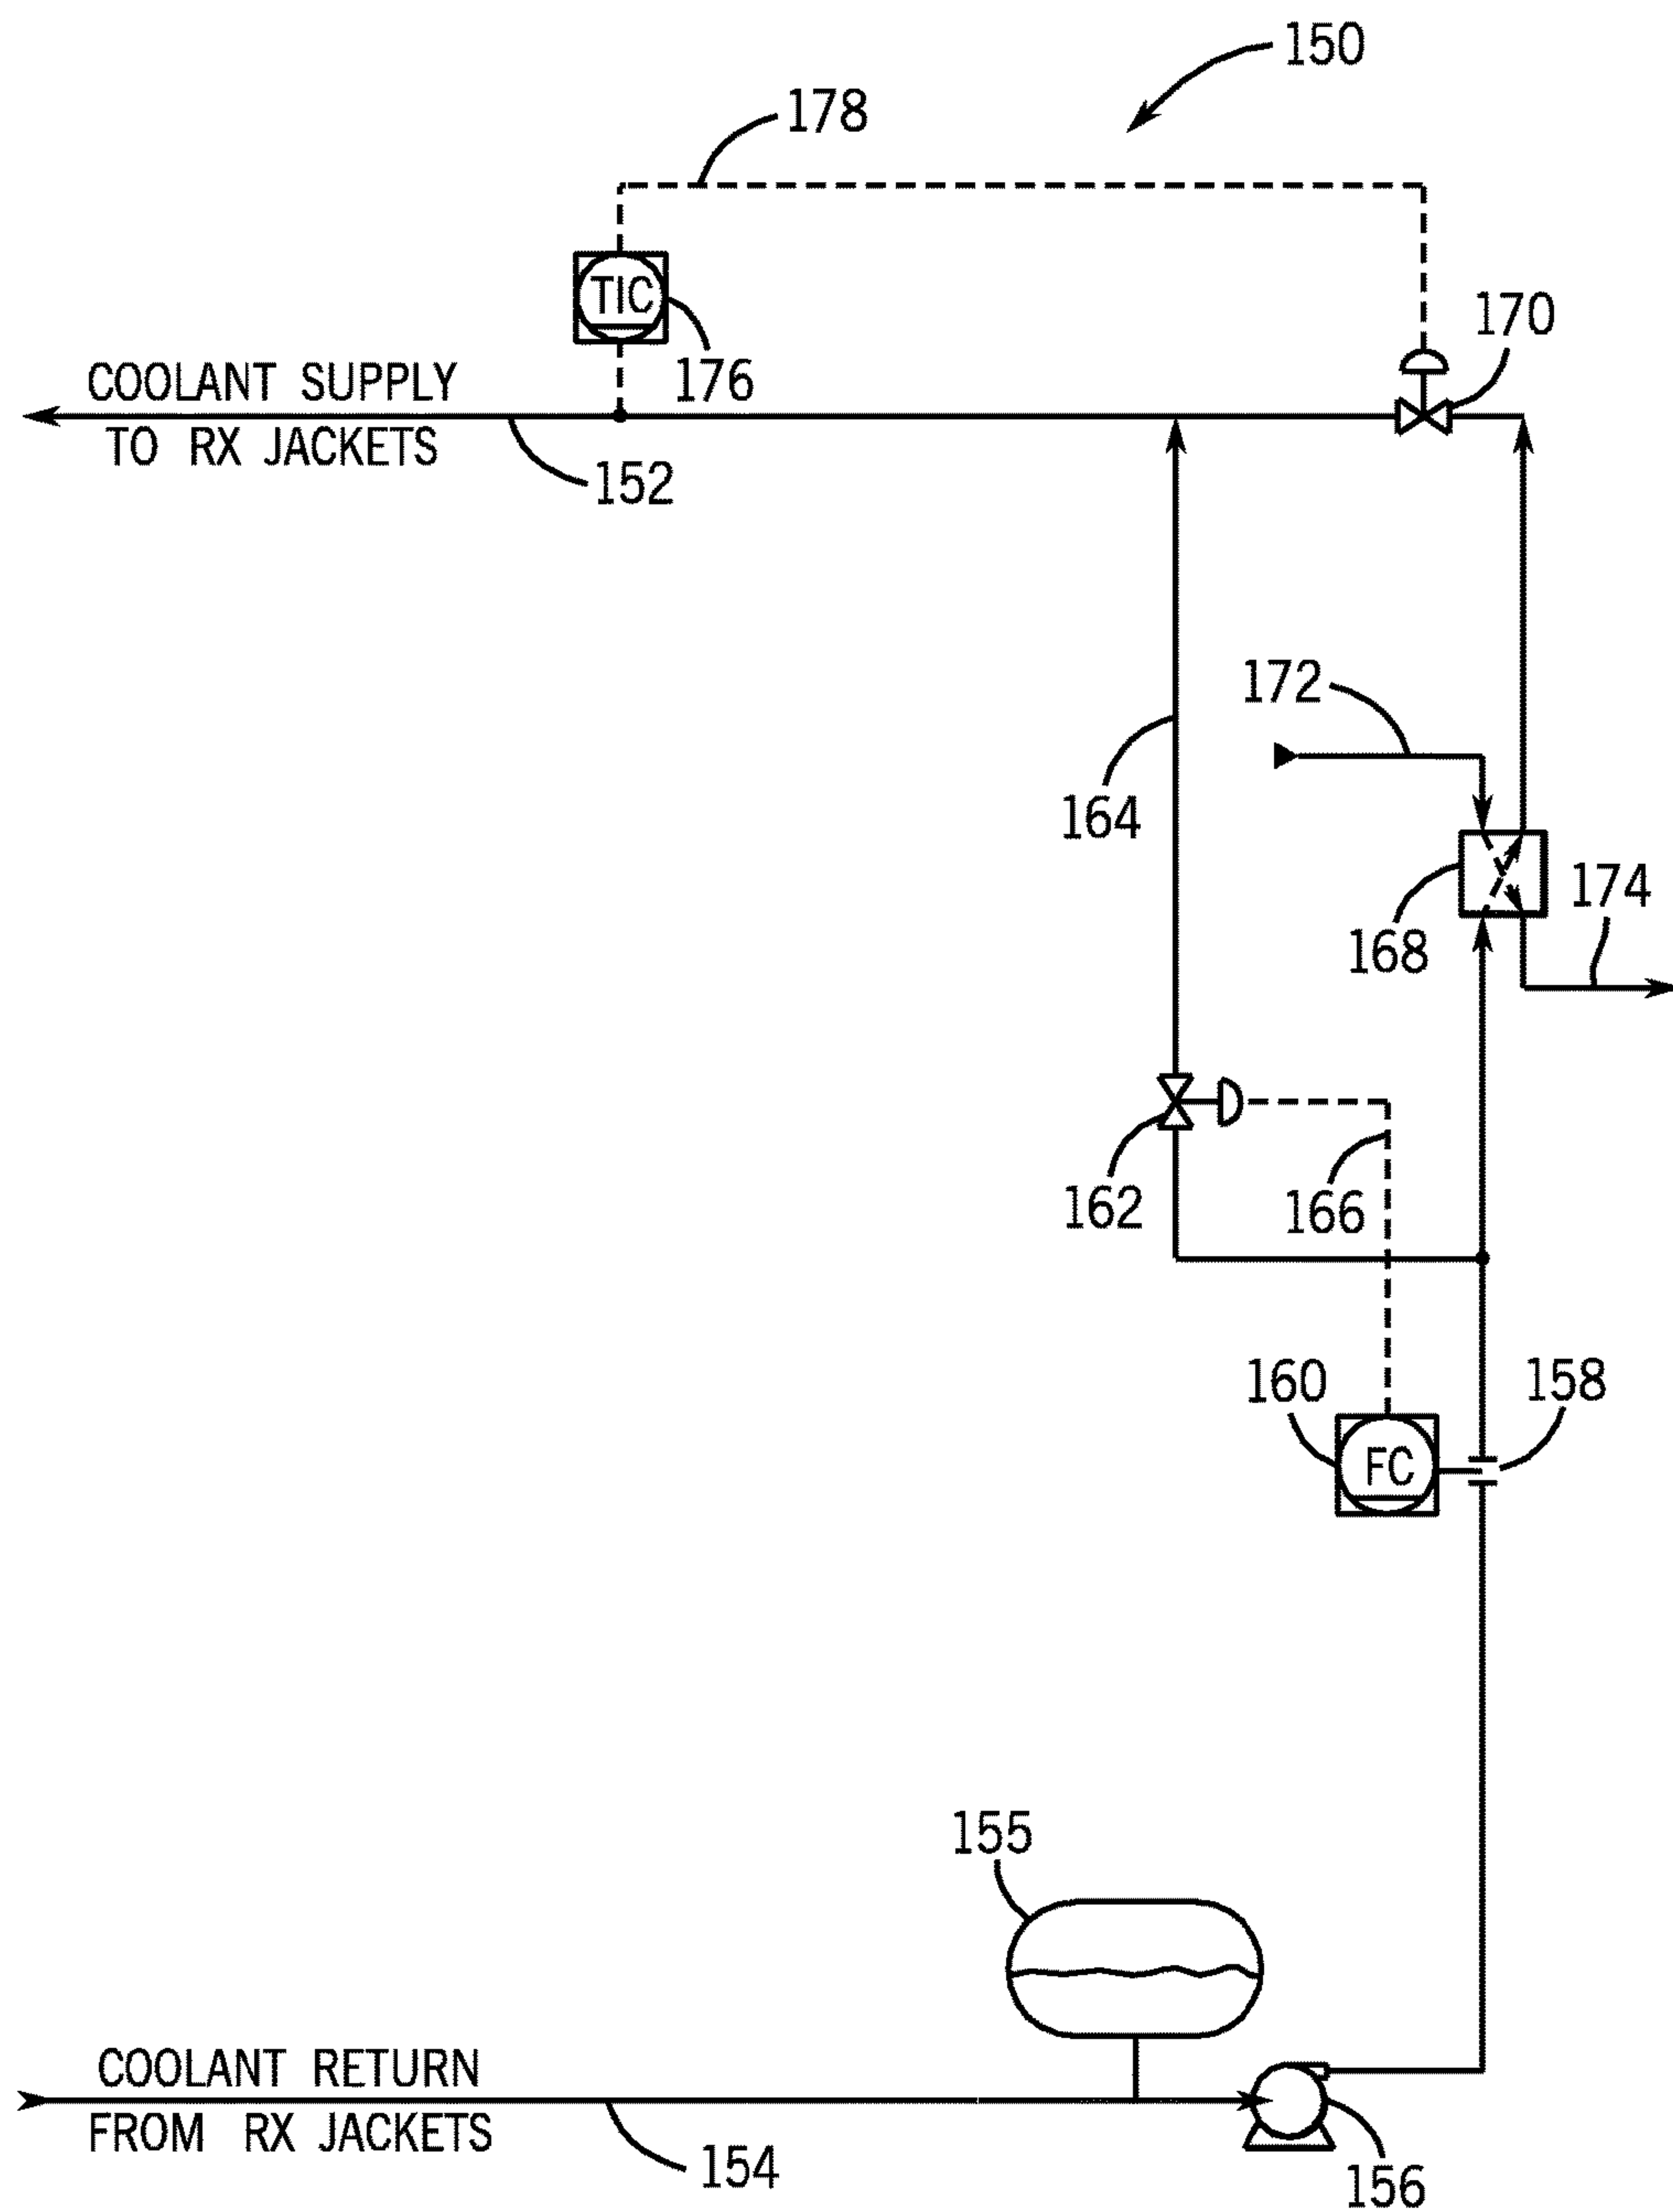 150
178
TIC
170
176
COOLANT SUPPLY
TO RX JACKETS
152
172
164
174
168
162
166
160
158
FC
155
COOLANT RETURN
FROM RX JACKETS
154
156